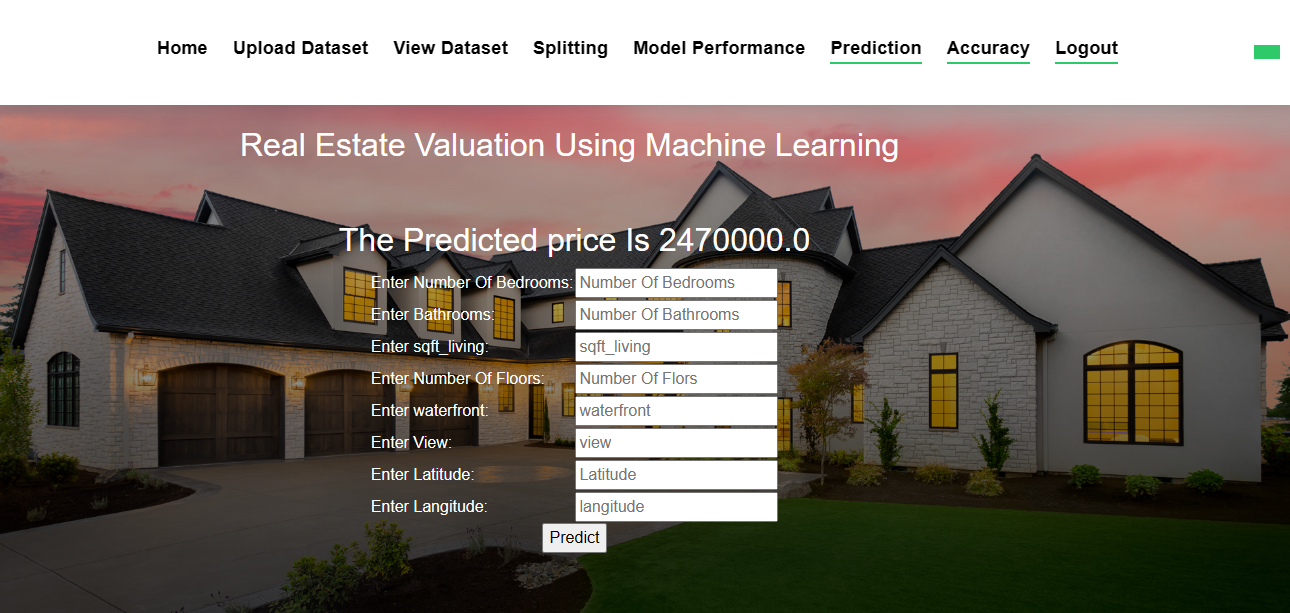 Home Upload Dataset View Dataset Splitting Model Performance Prediction Accuracy Logout
Real Estate Valuation Using Machine Learning
The Predicted price Is 2470000.0
Enter Number Of Bedrooms: Number Of Bedrooms
Enter Bathrooms: Number Of Bathrooms
Enter sqft_living: sqft_living
Enter Number Of Floors: Number Of Flors
Enter waterfront: waterfront
Enter View: view
Enter Latitude: Latitude
Enter Langitude: langitude
Predict